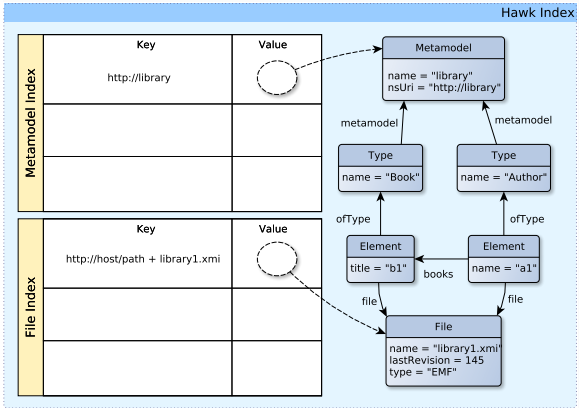 Hawk Index
Metamodel Index
Key
Value
http://library
File Index
Key
Value
http://host/path + library1.xmi
Metamodel
name = "library"
nsUri = "http://library"
metamodel
metamodel
Type
name = "Book"
Type
name = "Author"
ofType
ofType
Element
title = "b1"
books
Element
name = "a1"
file
file
File
name = "library1.xmi"
lastRevision = 145
type = "EMF"